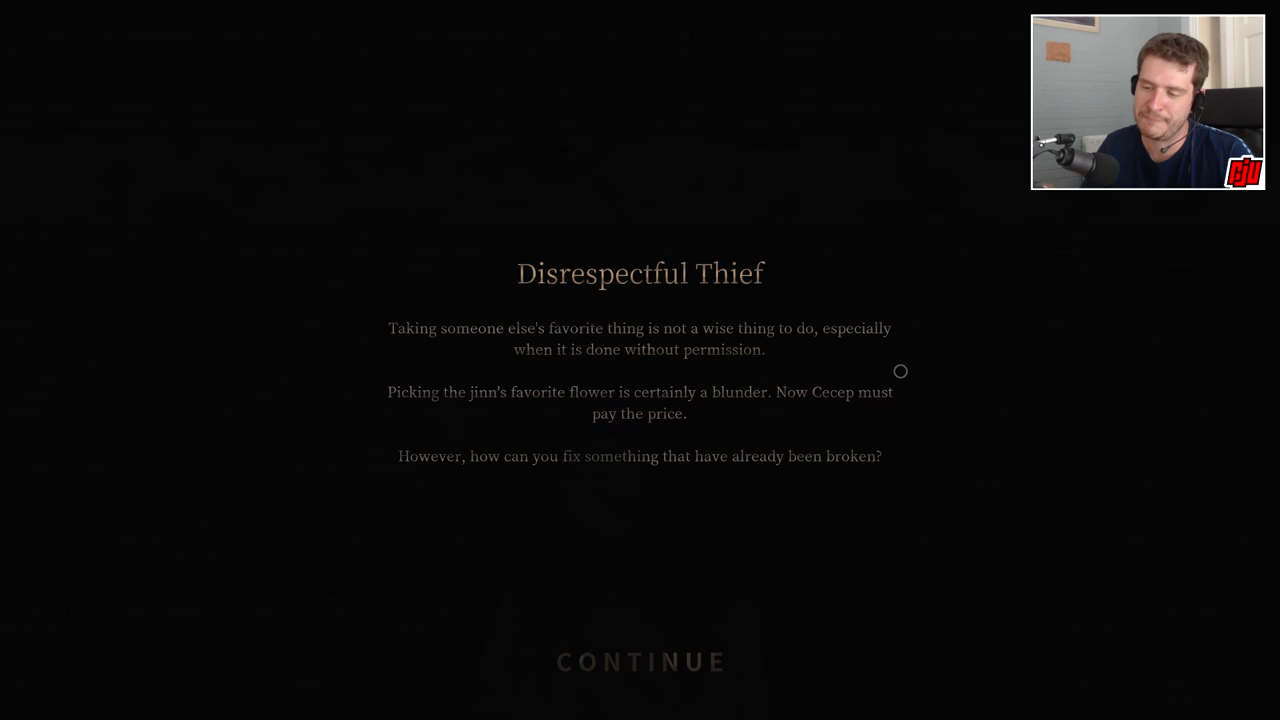 Disrespectful Thief
Taking someone else's favorite thing is not a wise thing to do, especially
when it is done without permission.
Picking the jinn's favorite flower is certainly a blunder. Now Cecep must
pay the price.
However, how can you fix something that have already been broken?
CONTINUE